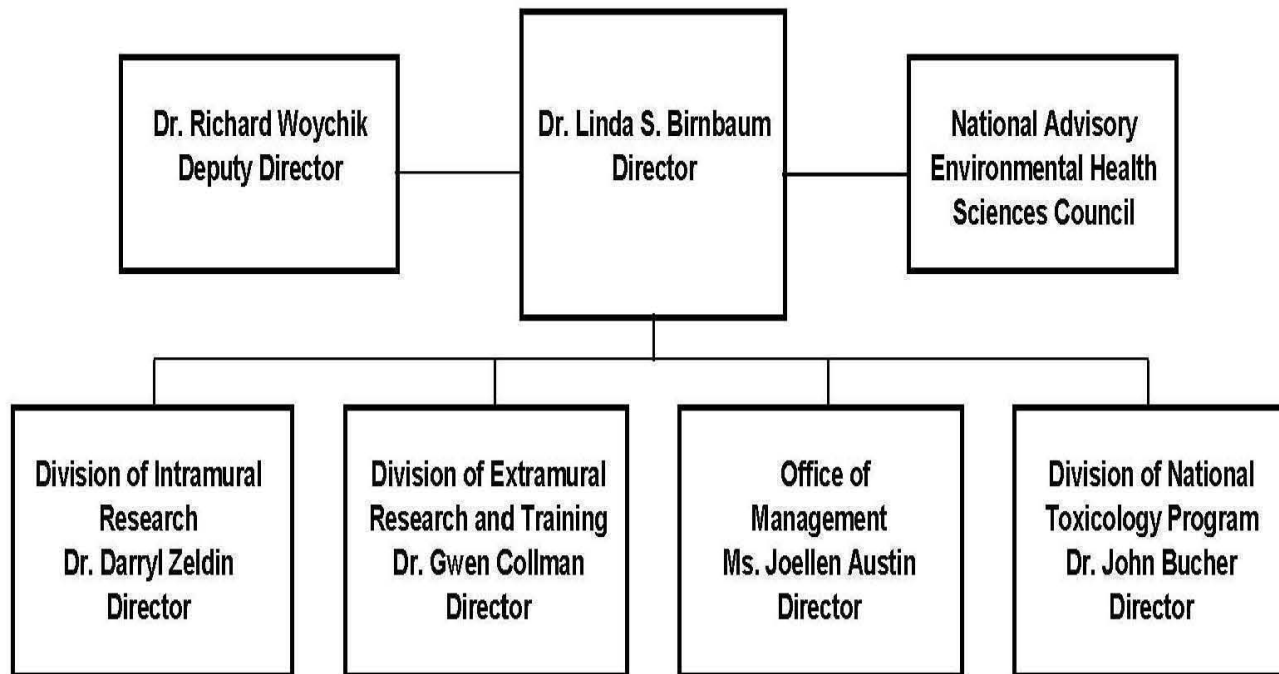 Dr. Richard Woychik
Deputy Director
Dr. Linda S. Birnbaum
Director
National Advisory
Environmental Health
Sciences Council
Division of Intramural
Research
Dr. Darryl Zeldin
Director
Division of Extramural
Research and Training
Dr. Gwen Collman
Director
Office of
Management
Ms. Joellen Austin
Director
Division of National
Toxicology Program
Dr. John Bucher
Director